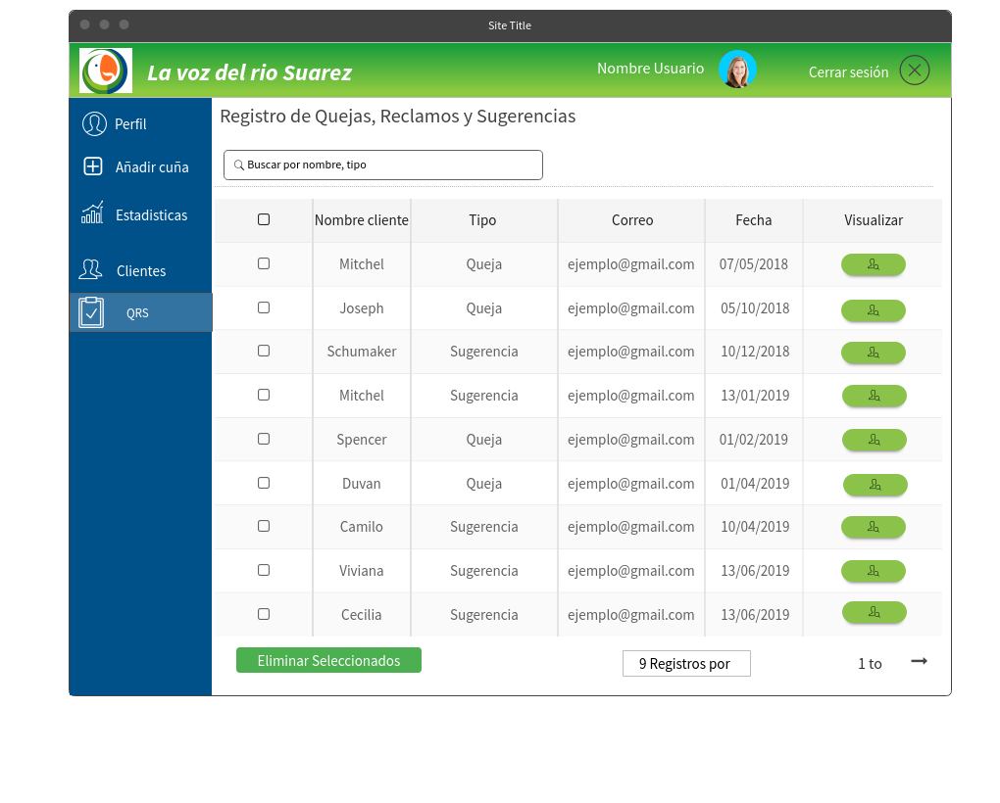 Site Title
La voz del rio Suarez
Nombre Usuario
Cerrar sesión
Perfil
Añadir cuña
Estadisticas
Clientes
QRS
Registro de Quejas, Reclamos y Sugerencias
Buscar por nombre, tipo
Nombre cliente Tipo Correo Fecha Visualizar
Mitchel Queja ejemplo@gmail.com 07/05/2018
Joseph Queja ejemplo@gmail.com 05/10/2018
Schumaker Sugerencia ejemplo@gmail.com 10/12/2018
Mitchel Sugerencia ejemplo@gmail.com 13/01/2019
Spencer Queja ejemplo@gmail.com 01/02/2019
Duvan Queja ejemplo@gmail.com 01/04/2019
Camilo Sugerencia ejemplo@gmail.com 10/04/2019
Viviana Sugerencia ejemplo@gmail.com 13/06/2019
Cecilia Sugerencia ejemplo@gmail.com 13/06/2019
Eliminar Seleccionados
9 Registros por
1 to